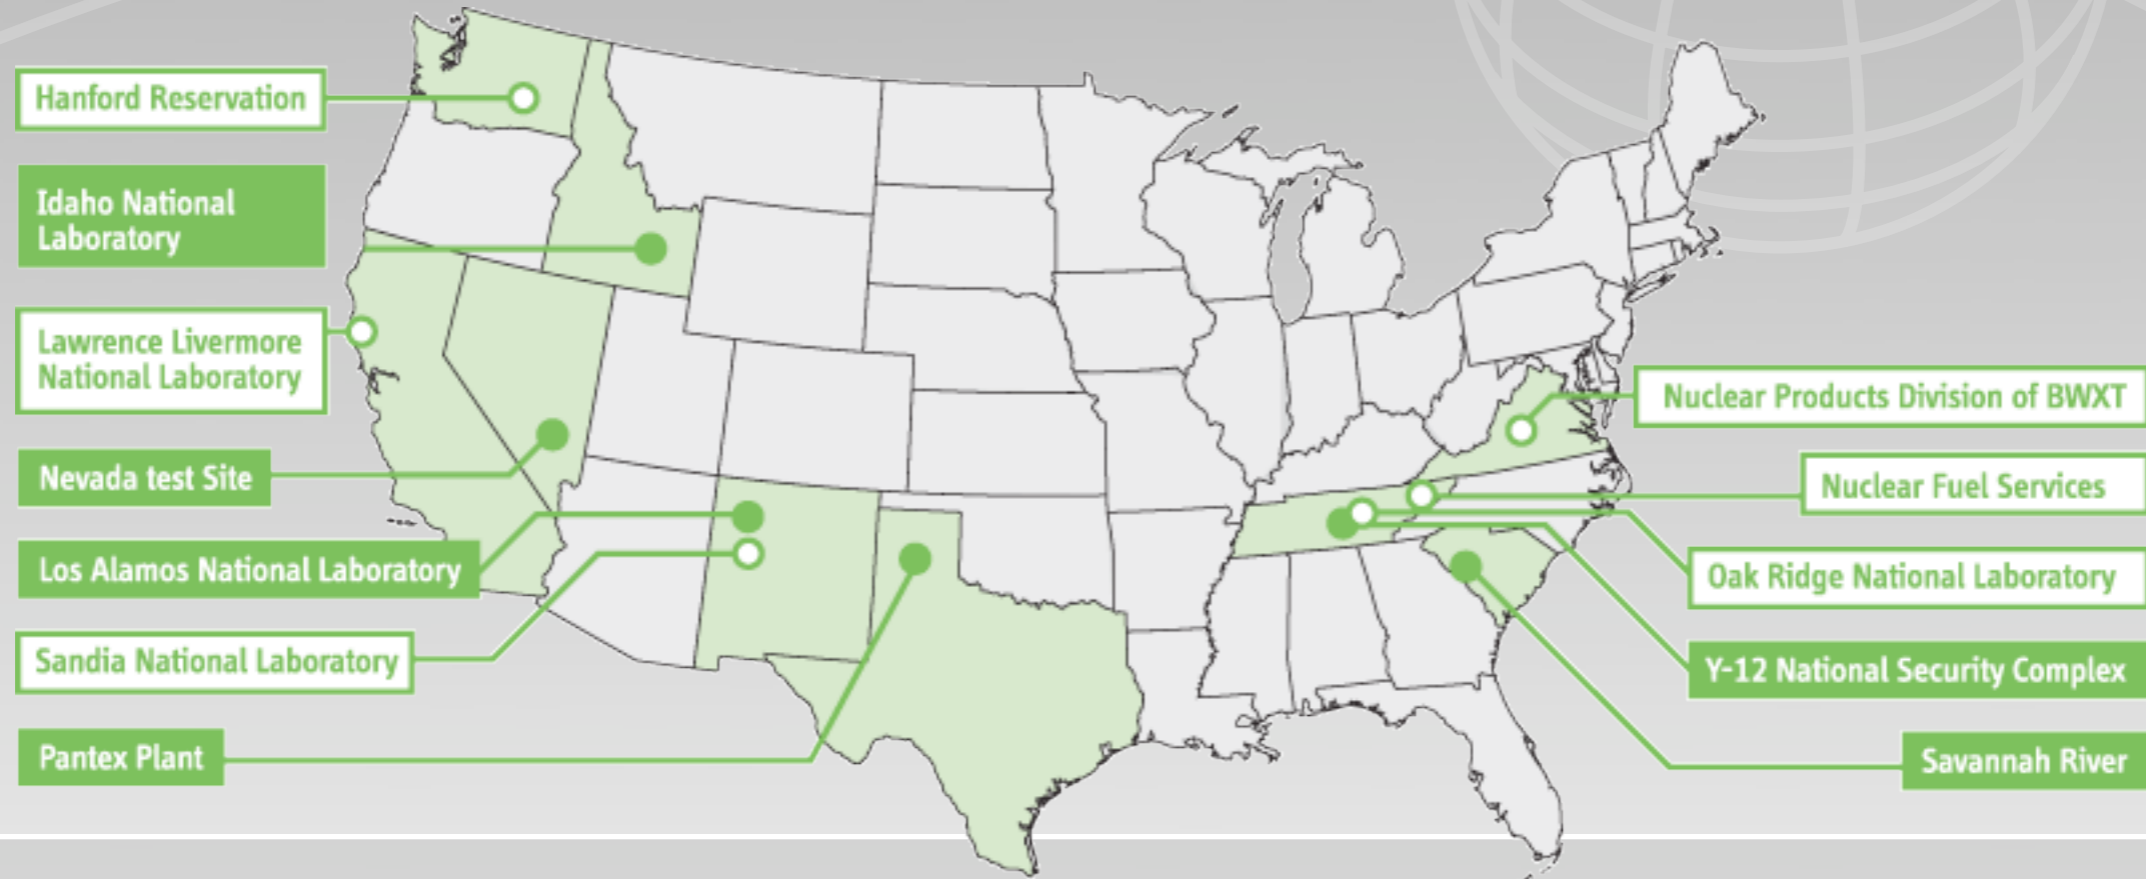 Hanford Reservation
Idaho National
Laboratory
Lawrence Livermore
National Laboratory
Nevada test Site
Los Alamos National Laboratory
Sandia National Laboratory
Pantex Plant
Nuclear Products Division of BWXT
Nuclear Fuel Services
Oak Ridge National Laboratory
Y-12 National Security Complex
Savannah River